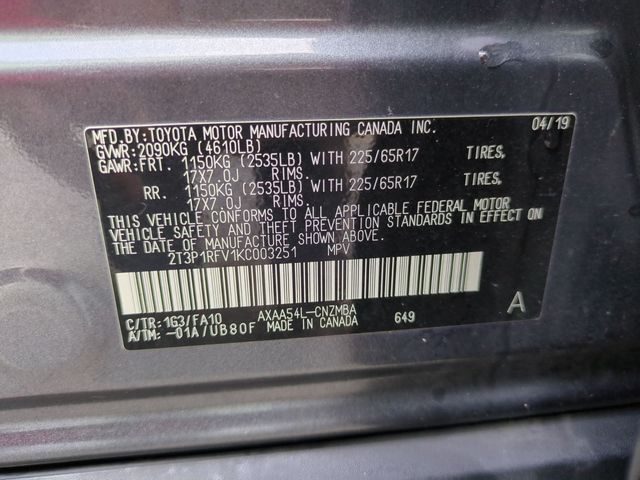 MFD.BY:TOYOTA MOTOR MANUFACTURING CANADA INC. 04/19
GVWR:2090KG (4610LB)
GAWR:FRT. 1150KG (2535LB) WITH 225/65R17 TIRES,
17X7.0J RIMS.
RR. 1150KG (2535LB) WITH 225/65R17 TIRES,
17X7.0J RIMS.
THIS VEHICLE CONFORMS TO ALL APPLICABLE FEDERAL MOTOR
VEHICLE SAFETY AND THEFT PREVENTION STANDARDS IN EFFECT ON
THE DATE OF MANUFACTURE SHOWN ABOVE.
2T3P1RFV1KC003251 MPV
C/TR: 1G3/FA10 AXAA54L-CNZMBA 649 A
A/TM: -01A/UB80F MADE IN CANADA